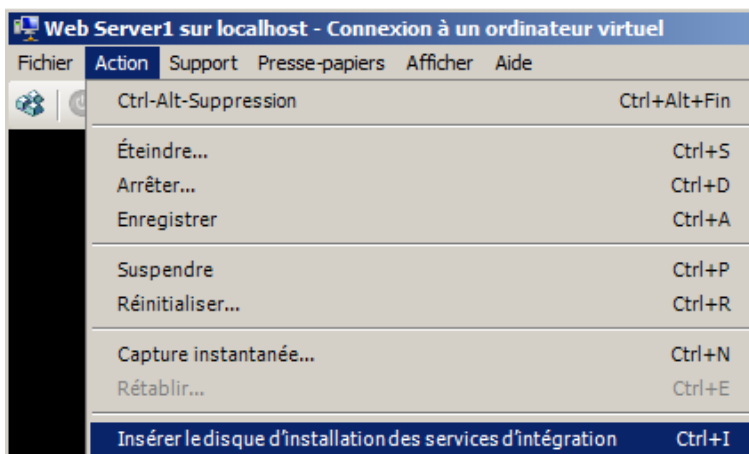 Web Server1 sur localhost - Connexion à un ordinateur virtuel
Fichier Action Support Presse-papiers Afficher Aide
Ctrl-Alt-Suppression Ctrl+Alt+Fin
Éteindre... Ctrl+S
Arrêter... Ctrl+D
Enregistrer Ctrl+A
Suspendre Ctrl+P
Réinitialiser... Ctrl+R
Capture instantanée... Ctrl+N
Rétablir... Ctrl+E
Insérer le disque d'installation des services d'intégration Ctrl+I